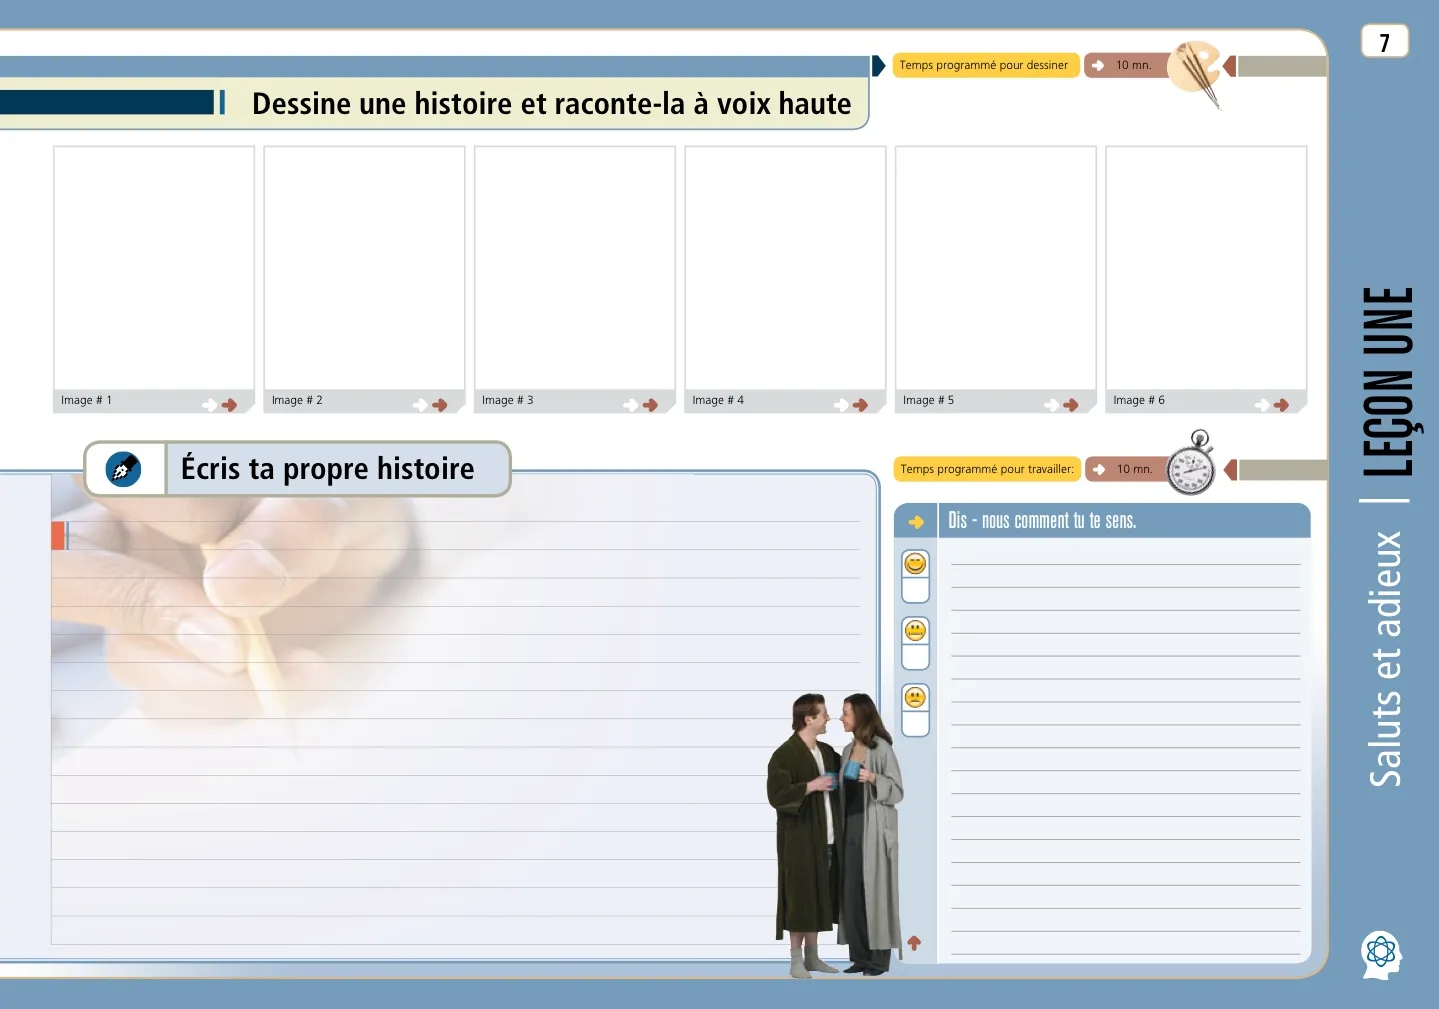 7
Temps programmé pour dessiner
10 mn.
Dessine une histoire et raconte-la à voix haute
Image # 1
Image # 2
Image # 3
Image # 4
Image # 5
Image # 6
Écris ta propre histoire
Temps programmé pour travailler:
10 mn.
Dis - nous comment tu te sens.
Saluts et adieux | LEÇON UNE